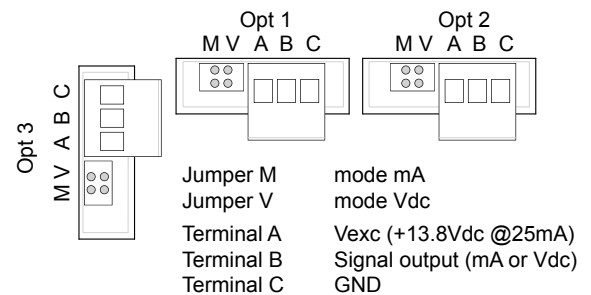 Opt 1 Opt 2
M V A B C M V A B C
Opt 3
M V A B C
Jumper M mode mA
Jumper V mode Vdc
Terminal A Vexc (+13.8Vdc @25mA)
Terminal B Signal output (mA or Vdc)
Terminal C GND